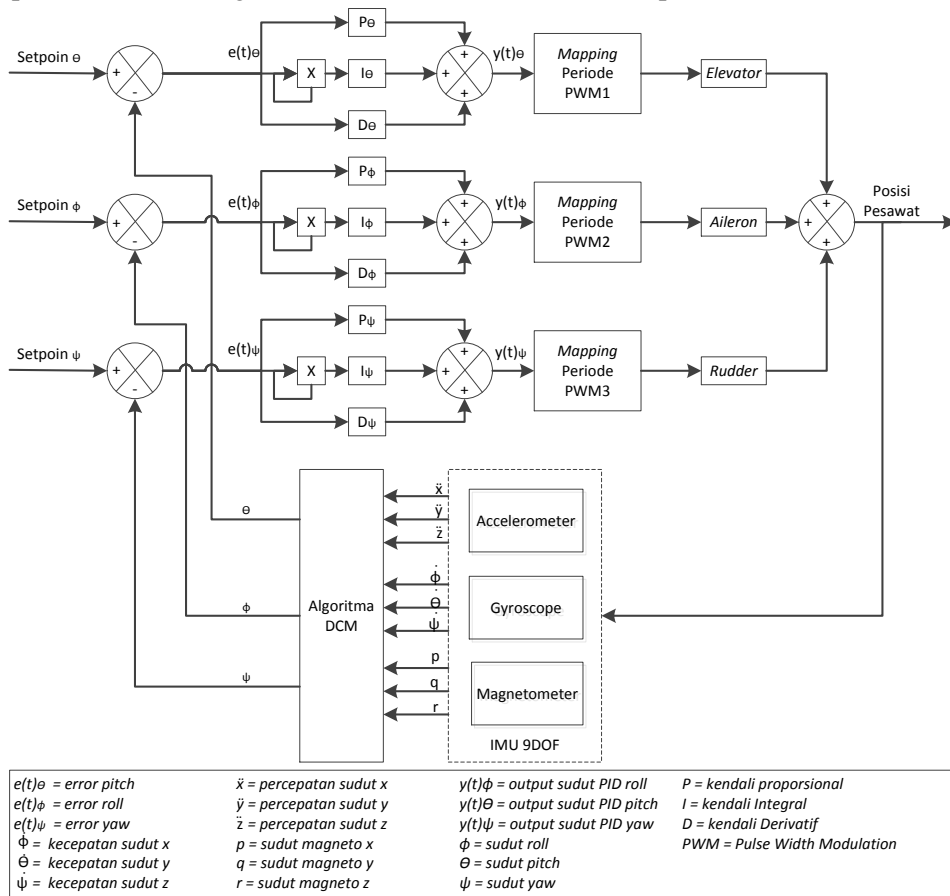 Setpoin θ
+
-
e(t)θ
Pθ
X
Iθ
Dθ
+
+
+
y(t)θ
Mapping
Periode
PWM1
Elevator
Setpoin ϕ
+
-
e(t)ϕ
Pϕ
X
Iϕ
Dϕ
+
+
+
y(t)ϕ
Mapping
Periode
PWM2
Aileron
+
+
+
Posisi
Pesawat
Setpoin ψ
+
-
e(t)ψ
Pψ
X
Iψ
Dψ
+
+
+
y(t)ψ
Mapping
Periode
PWM3
Rudder
θ
ϕ
ψ
Algoritma
DCM
ẍ
ÿ
z̈
ϕ̇
θ̇
ψ̇
p
q
r
Accelerometer
Gyroscope
Magnetometer
IMU 9DOF
e(t)θ = error pitch
e(t)ϕ = error roll
e(t)ψ = error yaw
ϕ̇ = kecepatan sudut x
θ̇ = kecepatan sudut y
ψ̇ = kecepatan sudut z
ẍ = percepatan sudut x
ÿ = percepatan sudut y
z̈ = percepatan sudut z
p = sudut magneto x
q = sudut magneto y
r = sudut magneto z
y(t)ϕ = output sudut PID roll
y(t)θ = output sudut PID pitch
y(t)ψ = output sudut PID yaw
ϕ = sudut roll
θ = sudut pitch
ψ = sudut yaw
P = kendali proporsional
I = kendali Integral
D = kendali Derivatif
PWM = Pulse Width Modulation